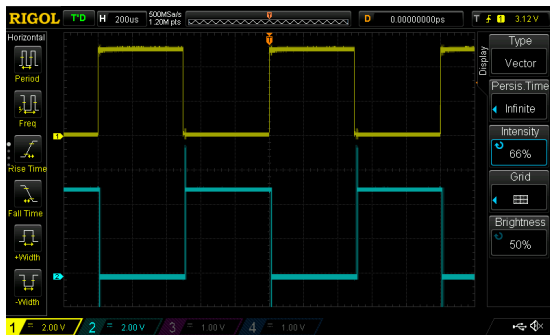 RIGOL T'D H 200us 500MSa/s 1.20M pts D 0.00000000ps T 1 3.12 V
Horizontal
Period
Freq
Rise Time
Fall Time
+Width
-Width
T
1
2
Display
Type
Vector
Persis.Time
Infinite
Intensity
66%
Grid
Brightness
50%
1 = 2.00 V 2 = 2.00 V 3 = 1.00 V 4 = 1.00 V